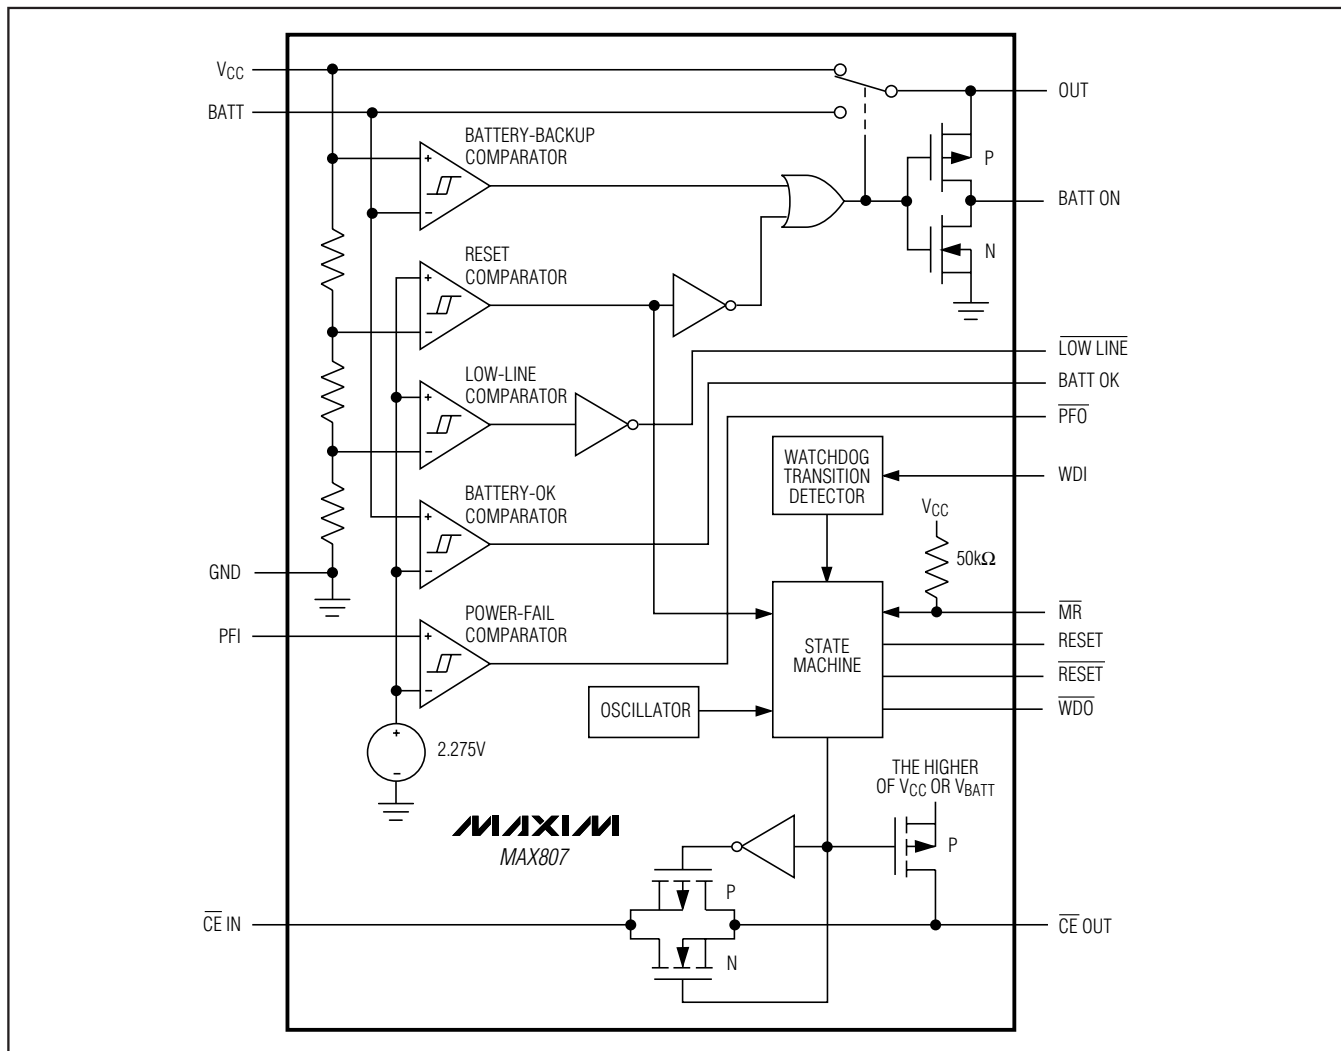 VCC
BATT
GND
PFI
CE IN
BATTERY-BACKUP
COMPARATOR
+
−
RESET
COMPARATOR
+
−
LOW-LINE
COMPARATOR
+
−
BATTERY-OK
COMPARATOR
+
−
POWER-FAIL
COMPARATOR
+
−
+
−
2.275V
MAXIM
MAX807
OSCILLATOR
WATCHDOG
TRANSITION
DETECTOR
VCC
50kΩ
STATE
MACHINE
THE HIGHER
OF VCC OR VBATT
P
N
P
P
N
OUT
BATT ON
LOW LINE
BATT OK
PFO
WDI
MR
RESET
RESET
WDO
CE OUT